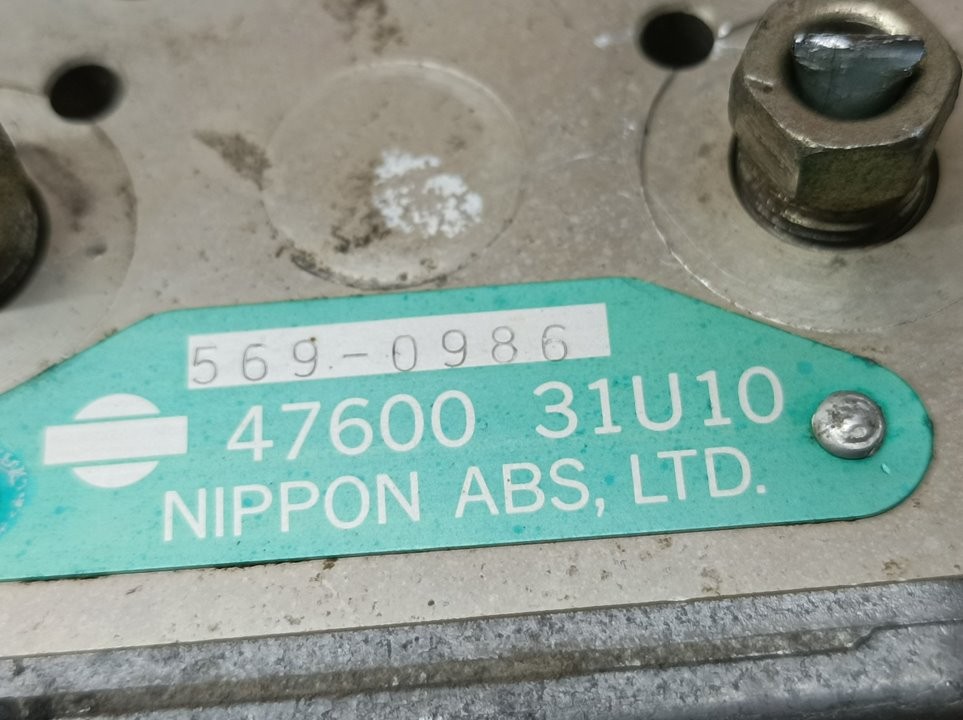 569-0986
47600 31U10
NIPPON ABS, LTD.